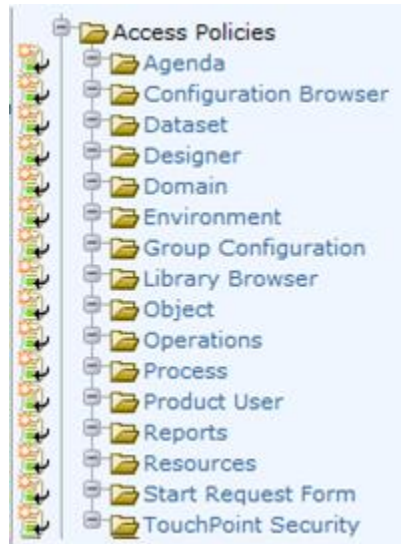 Access Policies
Agenda
Configuration Browser
Dataset
Designer
Domain
Environment
Group Configuration
Library Browser
Object
Operations
Process
Product User
Reports
Resources
Start Request Form
TouchPoint Security